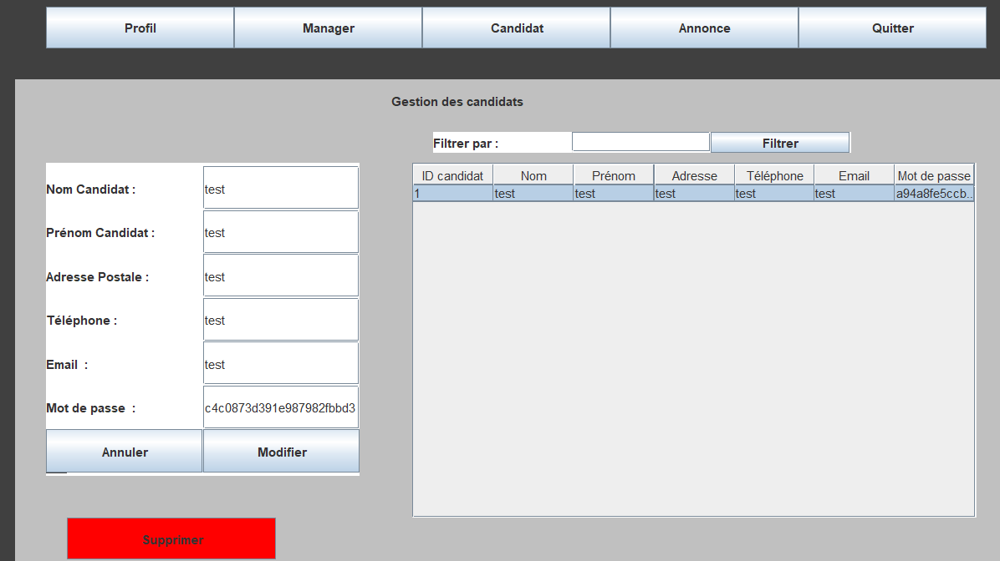 Profil Manager Candidat Annonce Quitter
Gestion des candidats
Filtrer par : Filtrer
Nom Candidat : test
Prénom Candidat : test
Adresse Postale : test
Téléphone : test
Email : test
Mot de passe : c4c0873d391e987982fbbd3
Annuler Modifier
Supprimer
ID candidat Nom Prénom Adresse Téléphone Email Mot de passe
1 test test test test test a94a8fe5ccb...